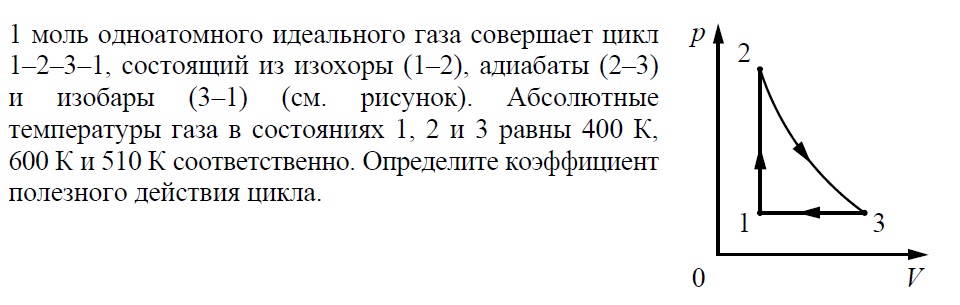 1 моль одноатомного идеального газа совершает цикл
1–2–3–1, состоящий из изохоры (1–2), адиабаты (2–3)
и изобары (3–1) (см. рисунок). Абсолютные
температуры газа в состояниях 1, 2 и 3 равны 400 К,
600 К и 510 К соответственно. Определите коэффициент
полезного действия цикла.
p
2
1
3
0
V